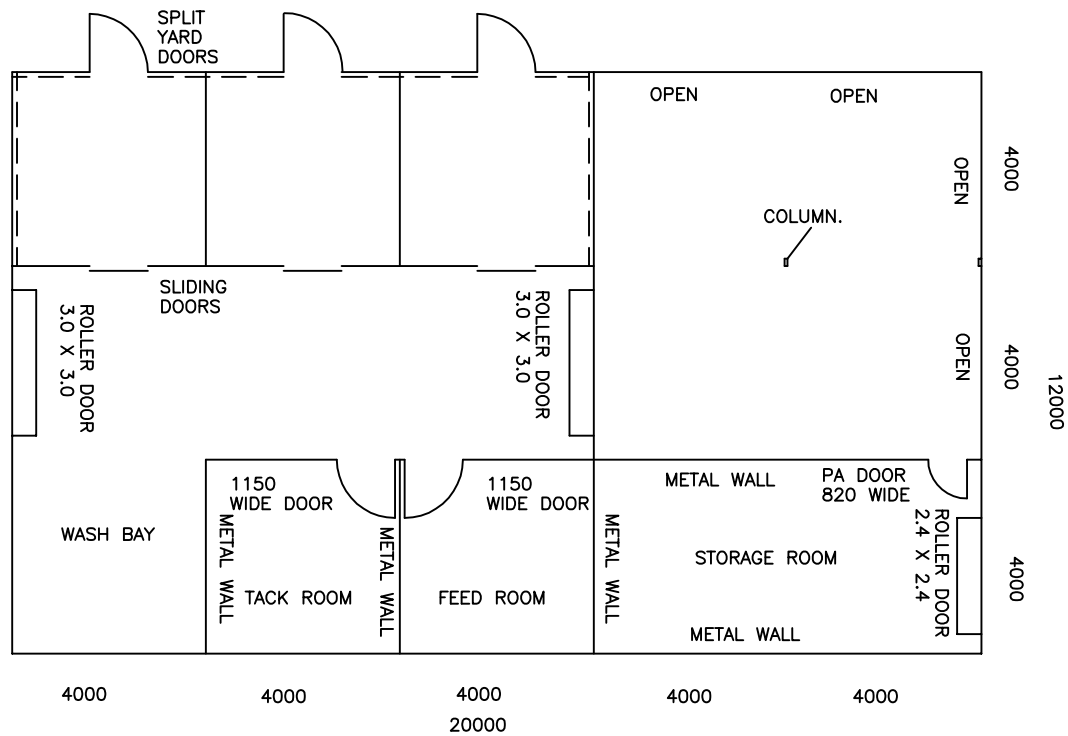 SPLIT
YARD
DOORS
OPEN
OPEN
OPEN
4000
COLUMN.
SLIDING
DOORS
ROLLER DOOR
3.0 X 3.0
ROLLER DOOR
3.0 X 3.0
OPEN
4000
12000
1150
WIDE DOOR
1150
WIDE DOOR
METAL WALL
PA DOOR
820 WIDE
WASH BAY
METAL WALL
TACK ROOM
METAL WALL
FEED ROOM
METAL WALL
STORAGE ROOM
ROLLER DOOR
2.4 X 2.4
METAL WALL
4000
4000
4000
4000
4000
4000
20000